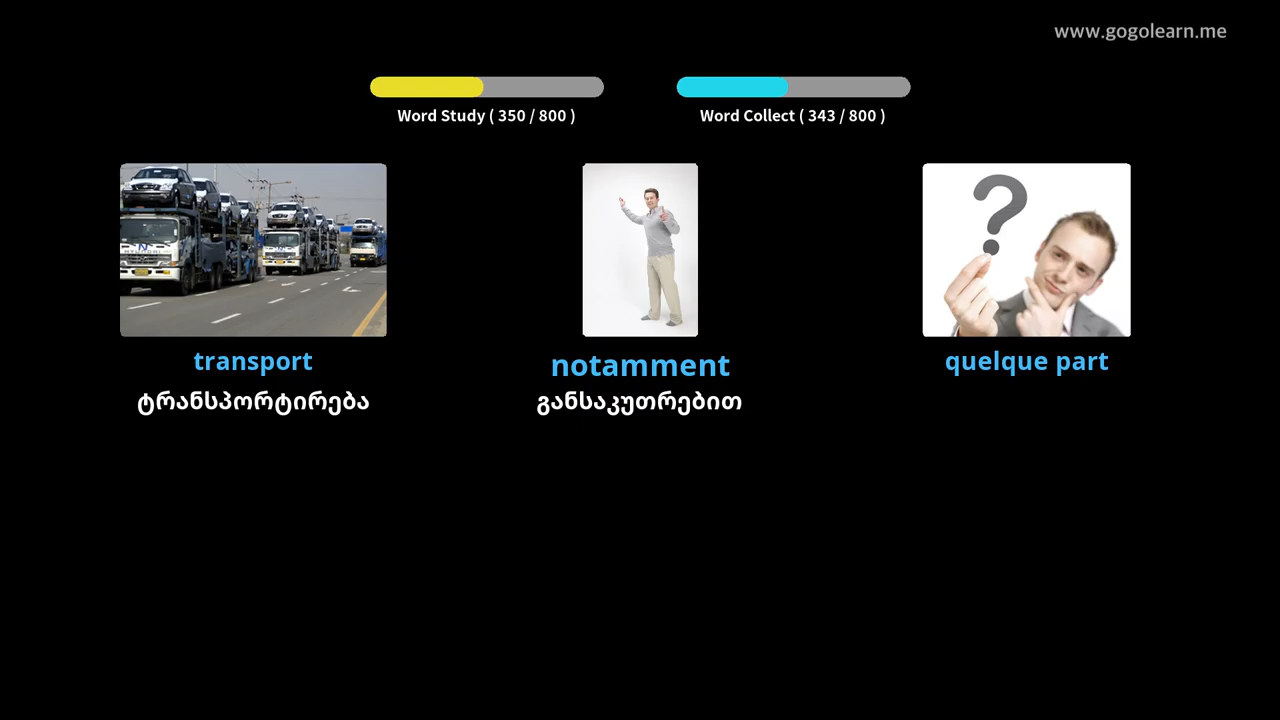 www.gogolearn.me
Word Study ( 350 / 800 )
Word Collect ( 343 / 800 )
transport
notamment
quelque part
ტრანსპორტირება
განსაკუთრებით